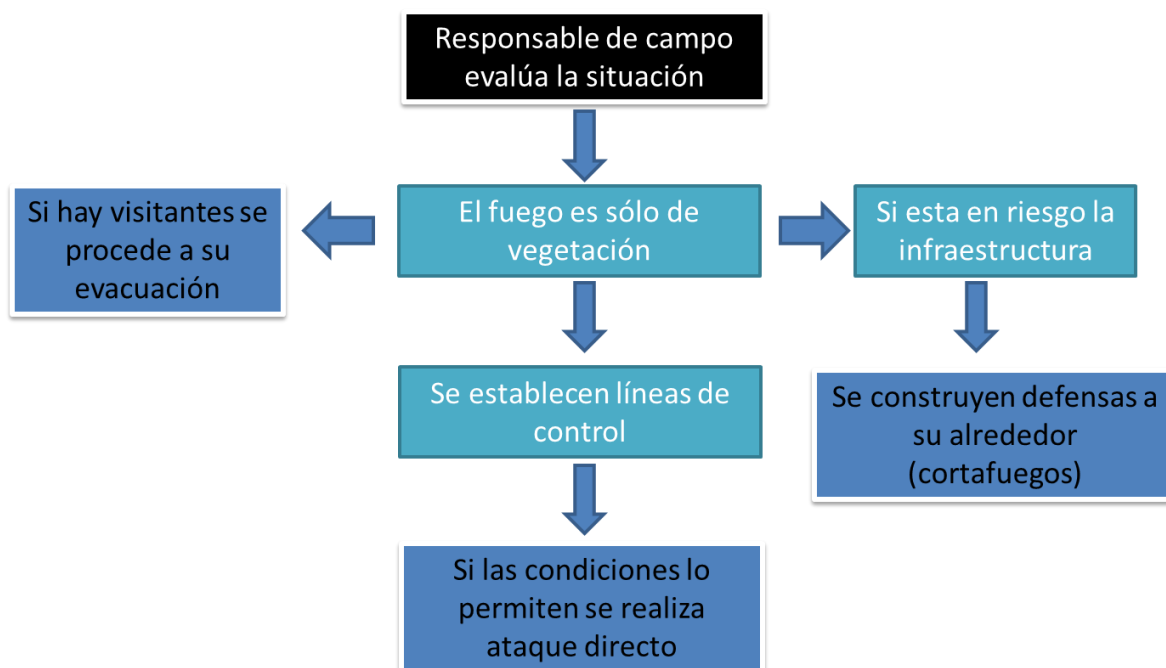 Responsable de campo
evalúa la situación
Si hay visitantes se
procede a su
evacuación
El fuego es sólo de
vegetación
Si esta en riesgo la
infraestructura
Se establecen líneas de
control
Se construyen defensas a
su alrededor
(cortafuegos)
Si las condiciones lo
permiten se realiza
ataque directo